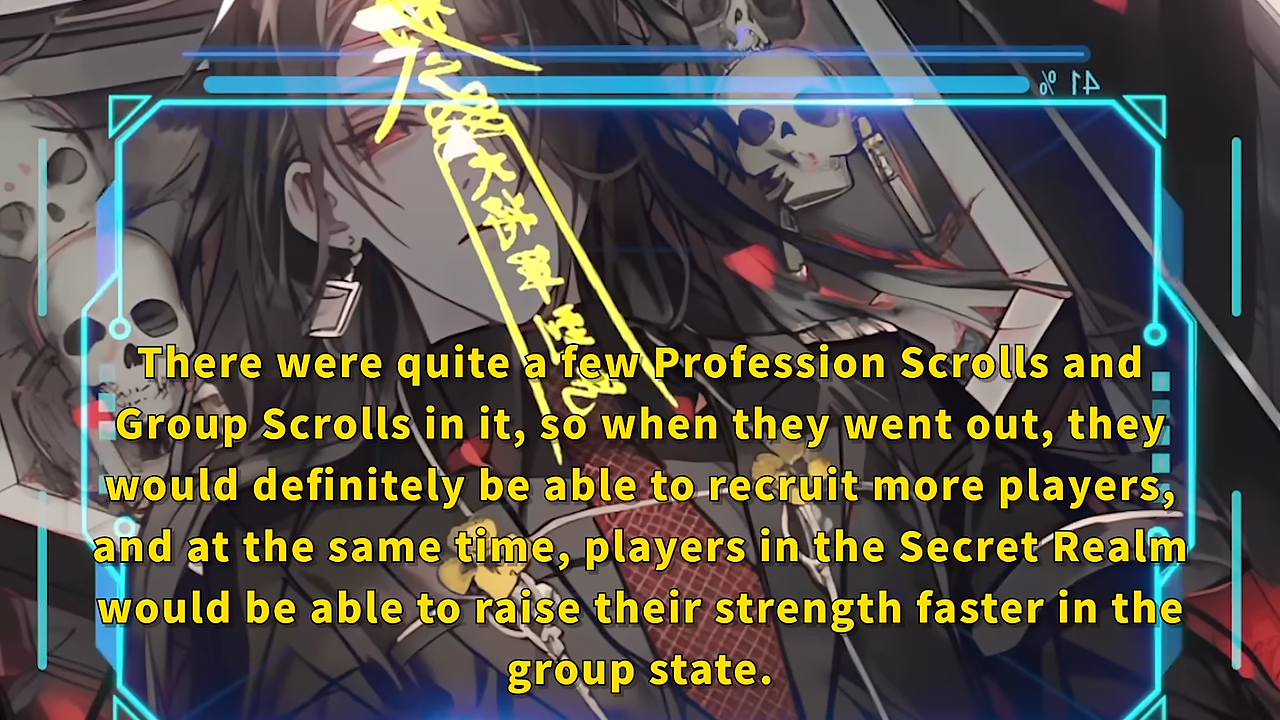 41 %
大
There were quite a few Profession Scrolls and
Group Scrolls in it, so when they went out, they
would definitely be able to recruit more players,
and at the same time, players in the Secret Realm
would be able to raise their strength faster in the
group state.